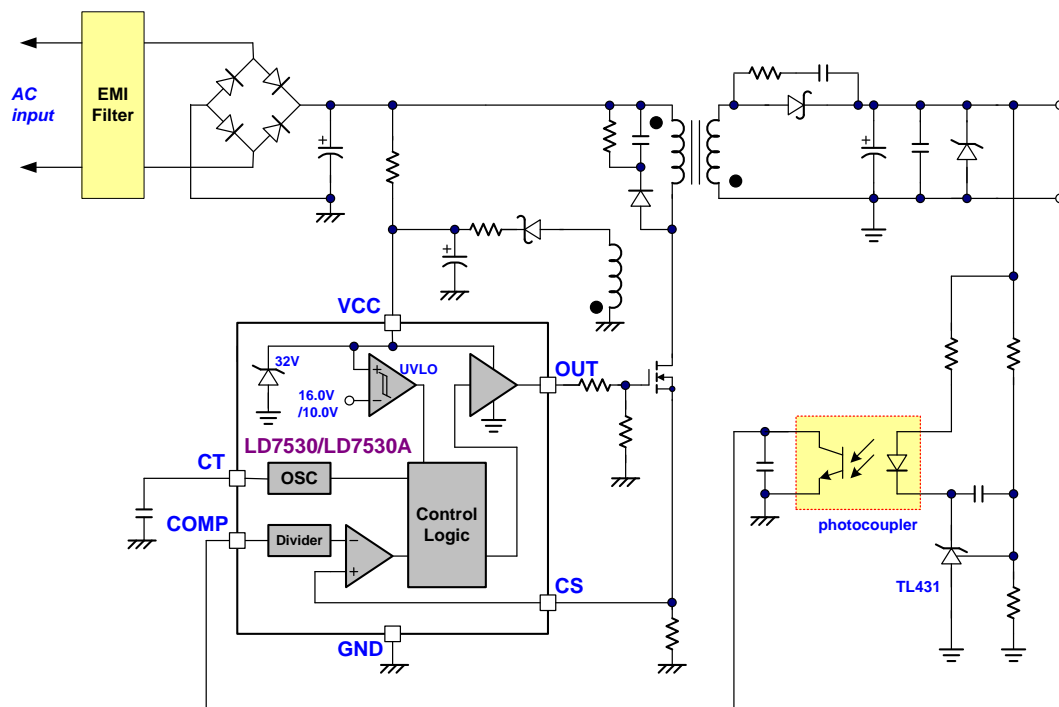 AC
input
EMI
Filter
+
+
+
VCC
32V
+
−
UVLO
16.0V
/10.0V
OUT
LD7530/LD7530A
CT
OSC
COMP
Divider
−
+
Control
Logic
CS
GND
photocoupler
TL431